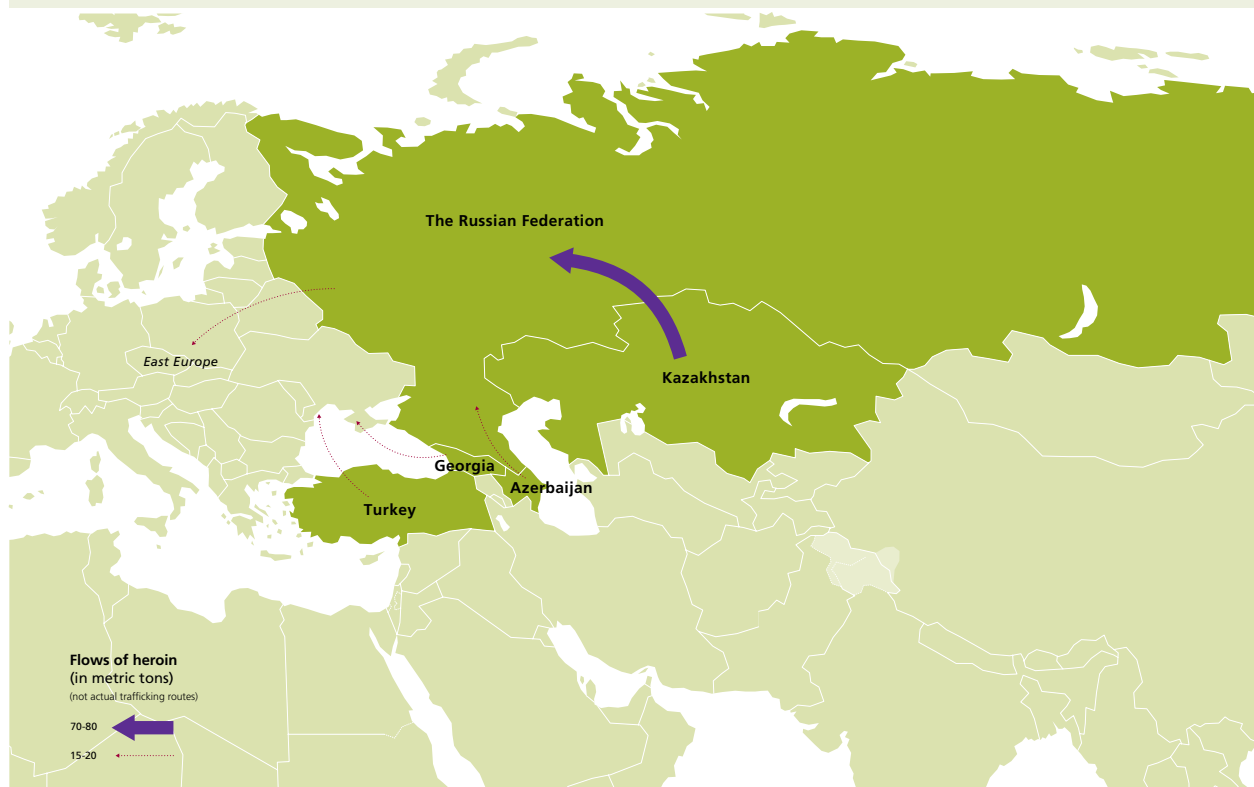 The Russian Federation
East Europe
Kazakhstan
Georgia
Azerbaijan
Turkey
Flows of heroin
(in metric tons)
(not actual trafficking routes)
70-80
15-20